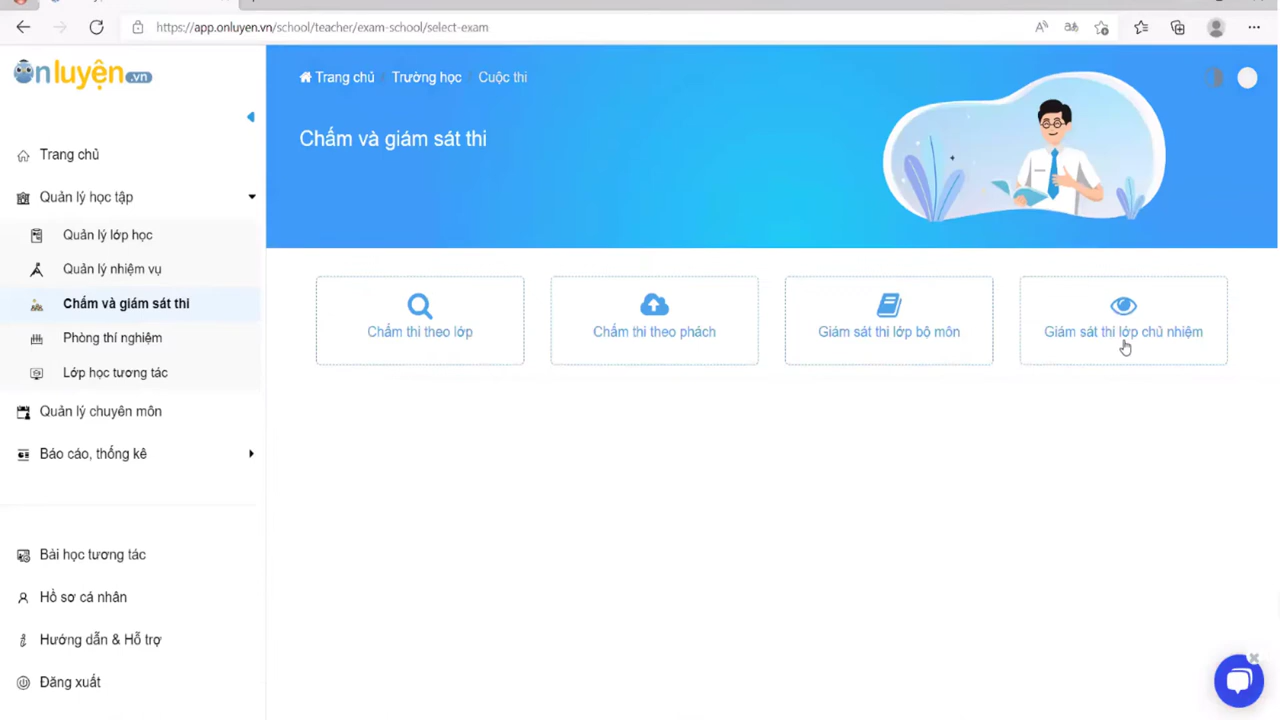 https://app.onluyen.vn/school/teacher/exam-school/select-exam
Ôn luyện.vn
Trang chủ / Trường học / Cuộc thi
Chấm và giám sát thi
Trang chủ
Quản lý học tập
Quản lý lớp học
Quản lý nhiệm vụ
Chấm và giám sát thi
Phòng thí nghiệm
Lớp học tương tác
Quản lý chuyên môn
Báo cáo, thống kê
Bài học tương tác
Hồ sơ cá nhân
Hướng dẫn & Hỗ trợ
Đăng xuất
Chấm thi theo lớp
Chấm thi theo phách
Giám sát thi lớp bộ môn
Giám sát thi lớp chủ nhiệm